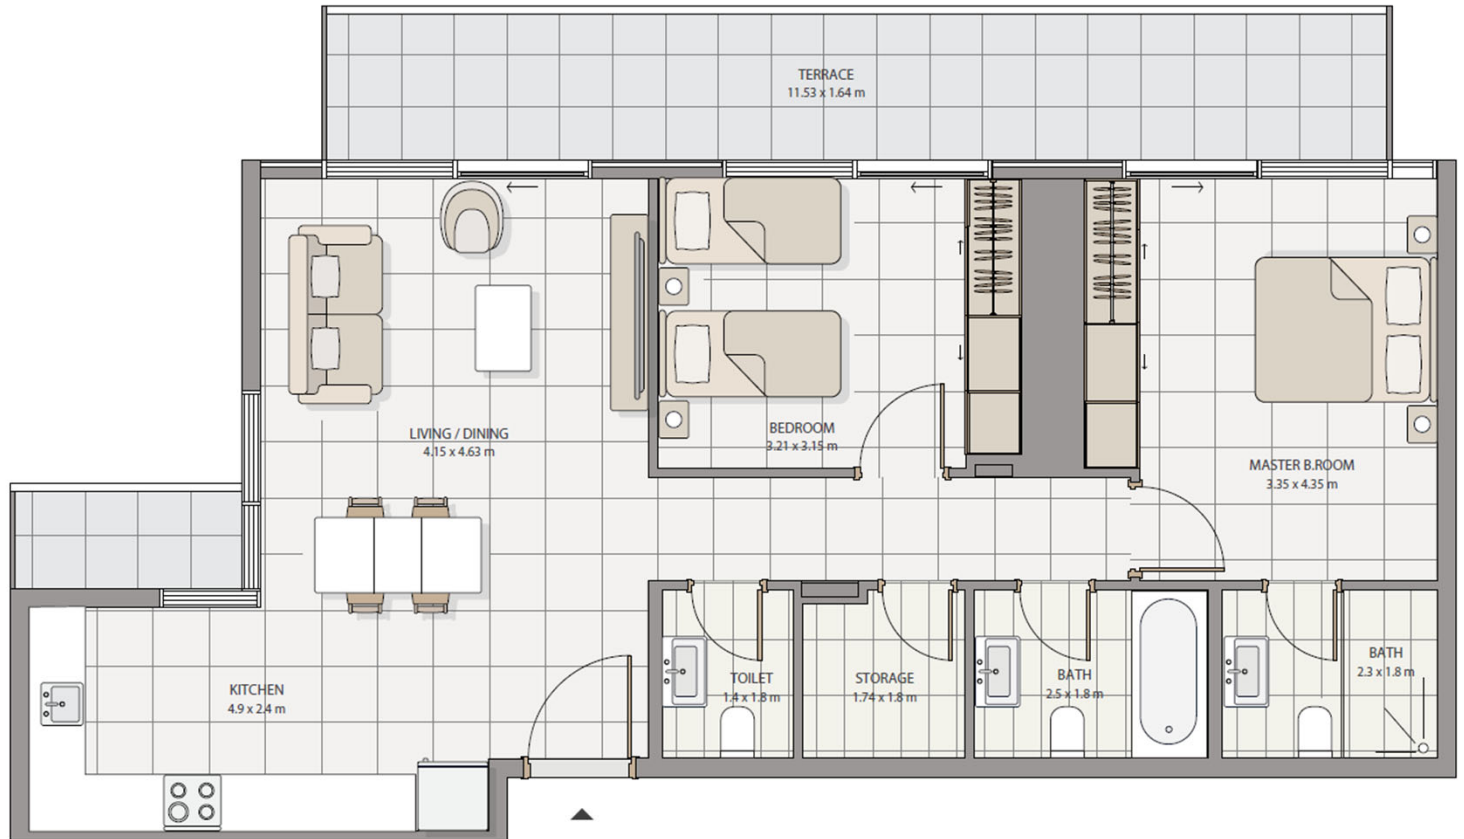 TERRACE
11.53 x 1.64 m
LIVING / DINING
4.15 x 4.63 m
BEDROOM
3.21 x 3.15 m
MASTER B.ROOM
3.35 x 4.35 m
KITCHEN
4.9 x 2.4 m
TOILET
1.4 x 1.8 m
STORAGE
1.74 x 1.8 m
BATH
2.5 x 1.8 m
BATH
2.3 x 1.8 m